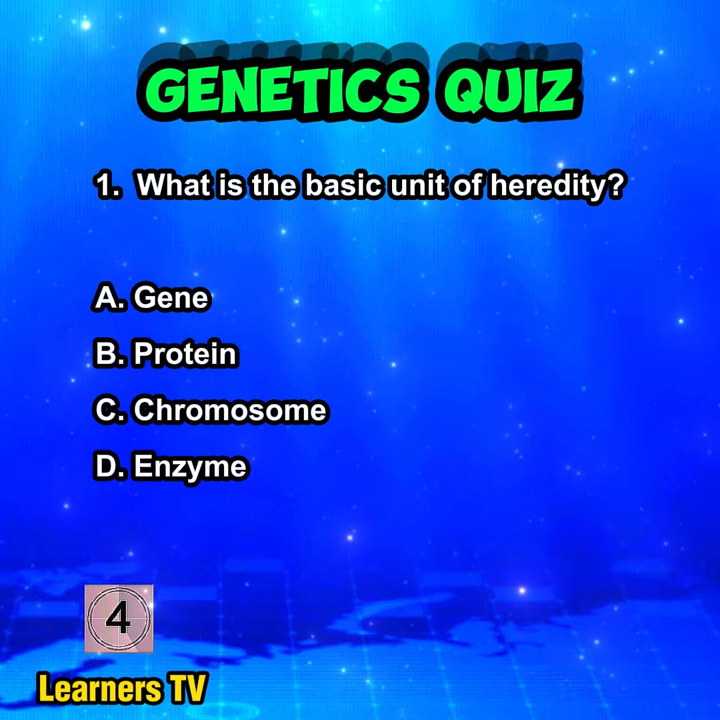 GENETICS QUIZ
1. What is the basic unit of heredity?
A. Gene
B. Protein
C. Chromosome
D. Enzyme
4
Learners TV